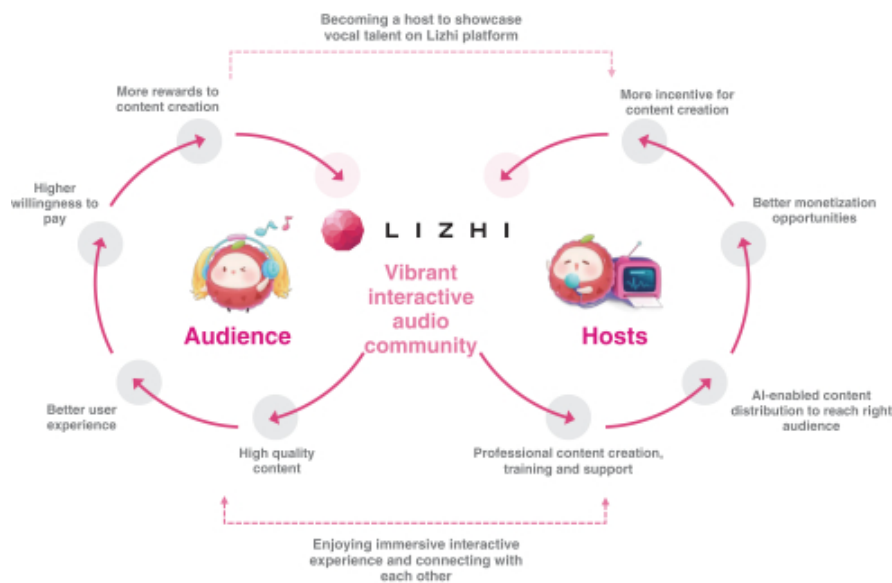 Becoming a host to showcase
vocal talent on Lizhi platform
More rewards to
content creation
More incentive for
content creation
Higher
willingness to
pay
Better monetization
opportunities
LIZHI
Vibrant
interactive
audio
community
Audience
Hosts
Better user
experience
AI-enabled content
distribution to reach right
audience
High quality
content
Professional content creation,
training and support
Enjoying immersive interactive
experience and connecting with
each other